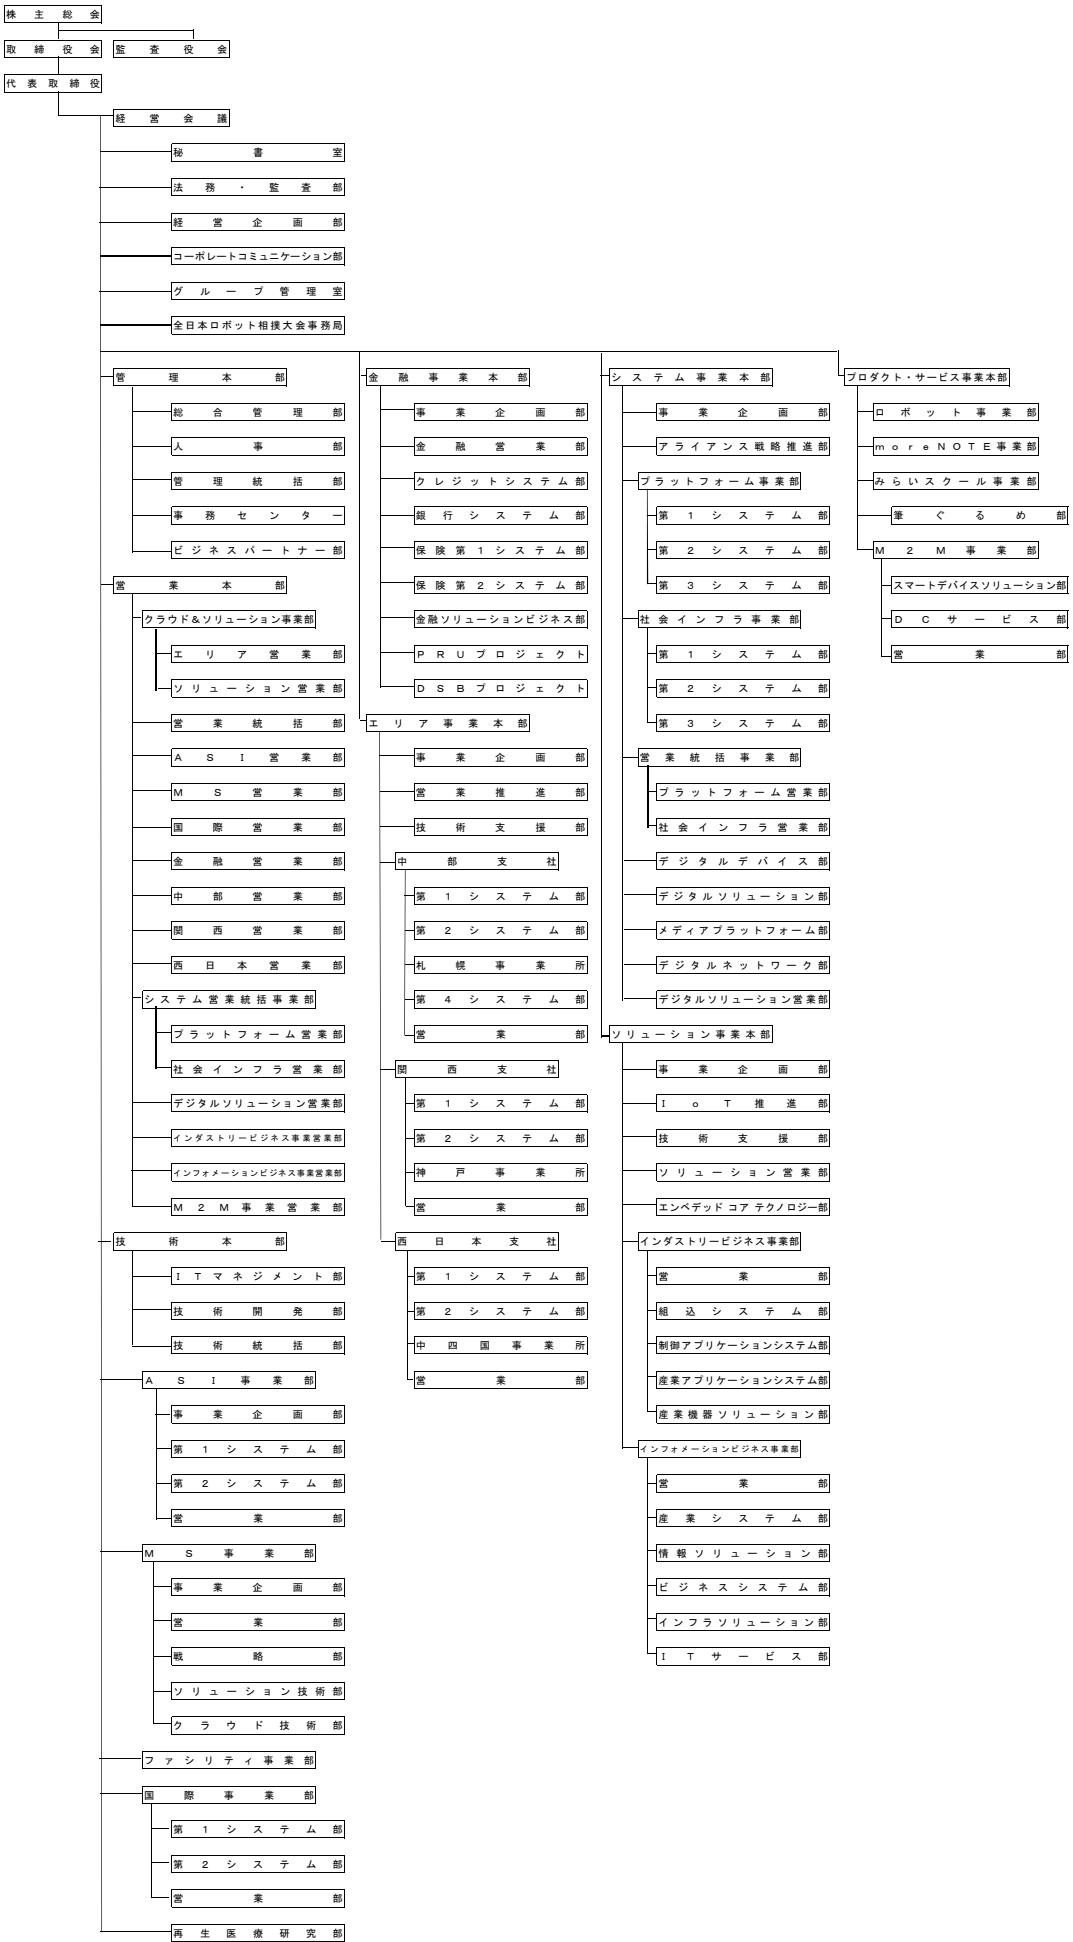 株主総会
取締役会
監査役会
代表取締役
経営会議
秘書室
法務・監査部
経営企画部
コーポレートコミュニケーション部
グループ管理室
全日本ロボット相撲大会事務局
管理本部
総合管理部
人事部
管理統括部
事務センター
ビジネスパートナー部
営業本部
クラウド&ソリューション事業部
エリア営業部
ソリューション営業部
営業統括部
ASI営業部
MS営業部
国際営業部
金融営業部
中部営業部
関西営業部
西日本営業部
システム営業統括事業部
プラットフォーム営業部
社会インフラ営業部
デジタルソリューション営業部
インダストリービジネス事業営業部
インフォメーションビジネス事業営業部
M2M事業営業部
技術本部
ITマネジメント部
技術開発部
技術統括部
ASI事業部
事業企画部
第1システム部
第2システム部
営業部
MS事業部
事業企画部
営業部
戦略部
ソリューション技術部
クラウド技術部
ファシリティ事業部
国際事業部
第1システム部
第2システム部
営業部
再生医療研究部
金融事業本部
事業企画部
金融営業部
クレジットシステム部
銀行システム部
保険第1システム部
保険第2システム部
金融ソリューションビジネス部
PRUプロジェクト
DSBプロジェクト
エリア事業本部
事業企画部
営業推進部
技術支援部
中部支社
第1システム部
第2システム部
札幌事業所
第4システム部
営業部
関西支社
第1システム部
第2システム部
神戸事業所
営業部
西日本支社
第1システム部
第2システム部
中四国事業所
営業部
システム事業本部
事業企画部
アライアンス戦略推進部
プラットフォーム事業部
第1システム部
第2システム部
第3システム部
社会インフラ事業部
第1システム部
第2システム部
第3システム部
営業統括事業部
プラットフォーム営業部
社会インフラ営業部
デジタルデバイス部
デジタルソリューション部
メディアプラットフォーム部
デジタルネットワーク部
デジタルソリューション営業部
ソリューション事業本部
事業企画部
IoT推進部
技術支援部
ソリューション営業部
エンベデッド コア テクノロジー部
インダストリービジネス事業部
営業部
組込システム部
制御アプリケーションシステム部
産業アプリケーションシステム部
産業機器ソリューション部
インフォメーションビジネス事業部
営業部
産業システム部
情報ソリューション部
ビジネスシステム部
インフラソリューション部
ITサービス部
プロダクト・サービス事業本部
ロボット事業部
moreNOTE事業部
みらいスクール事業部
筆ぐるめ部
M2M事業部
スマートデバイスソリューション部
DCサービス部
営業部